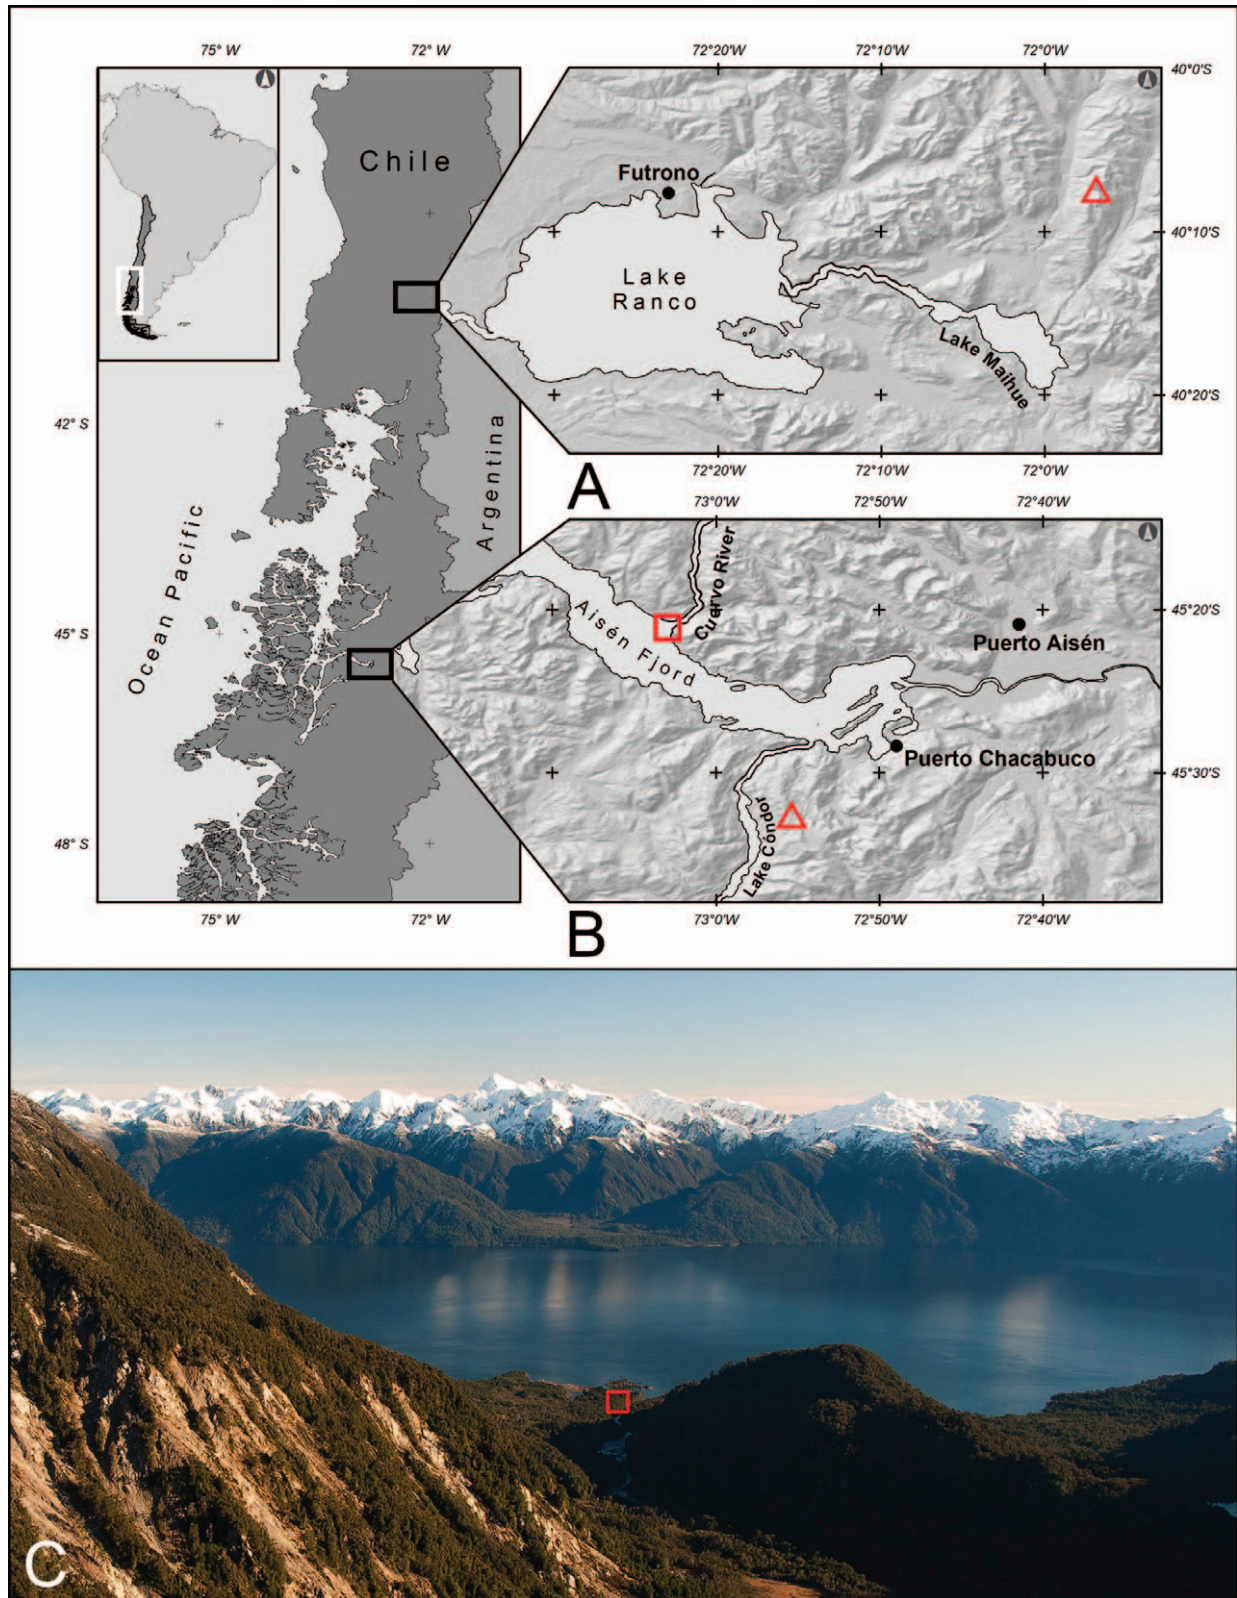 75° W
72° W
72°20'W
72°10'W
72°0'W
40°0'S
Chile
Futrono
40°10'S
Lake
Ranco
Lake Maihue
40°20'S
42° S
Argentina
72°20'W
72°10'W
72°0'W
A
73°0'W
72°50'W
72°40'W
Ocean Pacific
Cuervo River
Aisén Fjord
45°20'S
Puerto Aisén
45° S
Puerto Chacabuco
45°30'S
Lake Cóndor
48° S
75° W
72° W
73°0'W
72°50'W
72°40'W
B
C